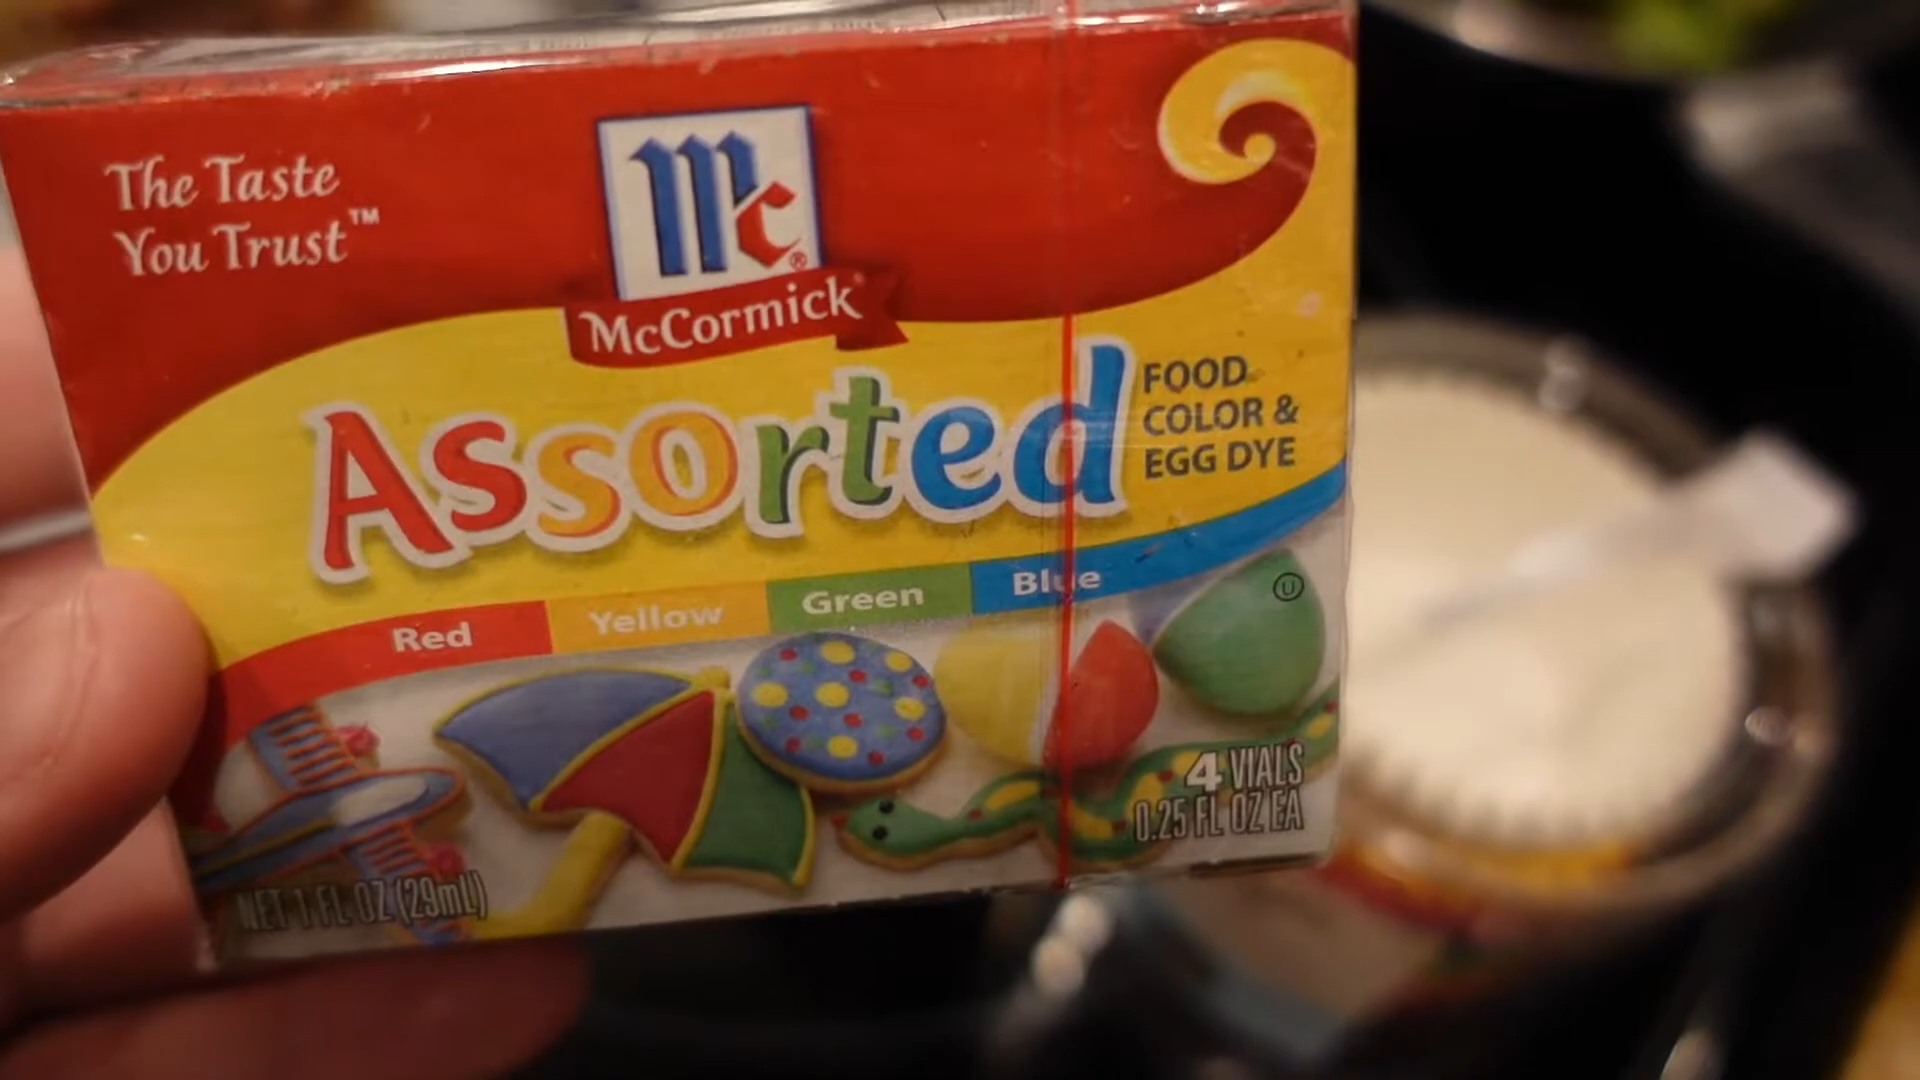 The Taste
You Trust™
Mc®
McCormick®
Assorted
FOOD
COLOR &
EGG DYE
Red Yellow Green Blue
U
4 VIALS
0.25 FL OZ EA
NET 1 FL OZ (29mL)